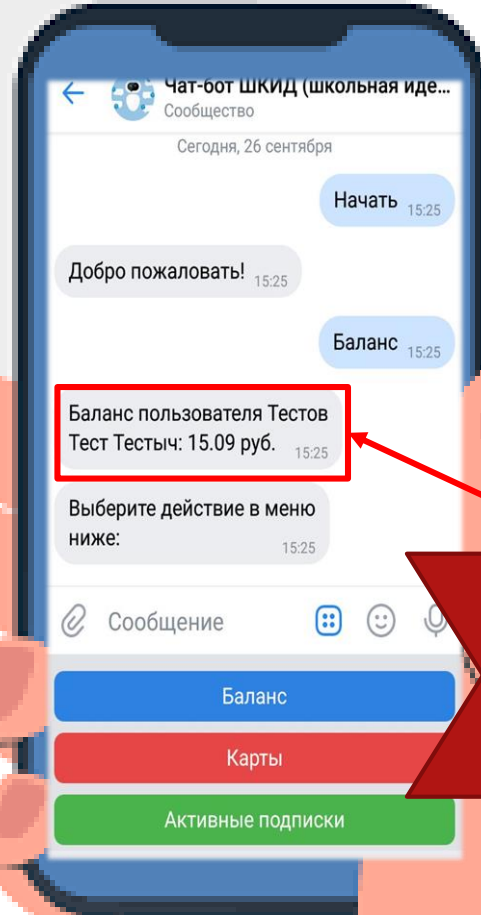 Чат-бот ШКИД (школьная иде...
Сообщество
Сегодня, 26 сентября
Начать 15:25
Добро пожаловать! 15:25
Баланс 15:25
Баланс пользователя Тестов
Тест Тестыч: 15.09 руб. 15:25
Выберите действие в меню
ниже: 15:25
Сообщение
Баланс
Карты
Активные подписки